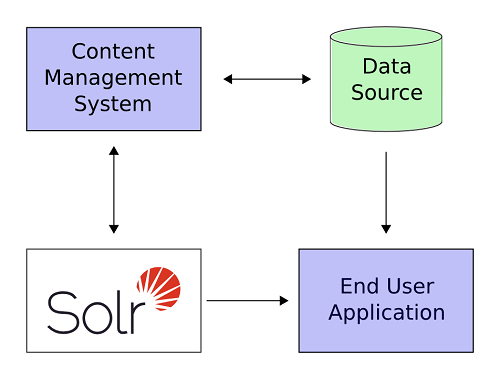 Content
Management
System
Data
Source
Solr
End User
Application